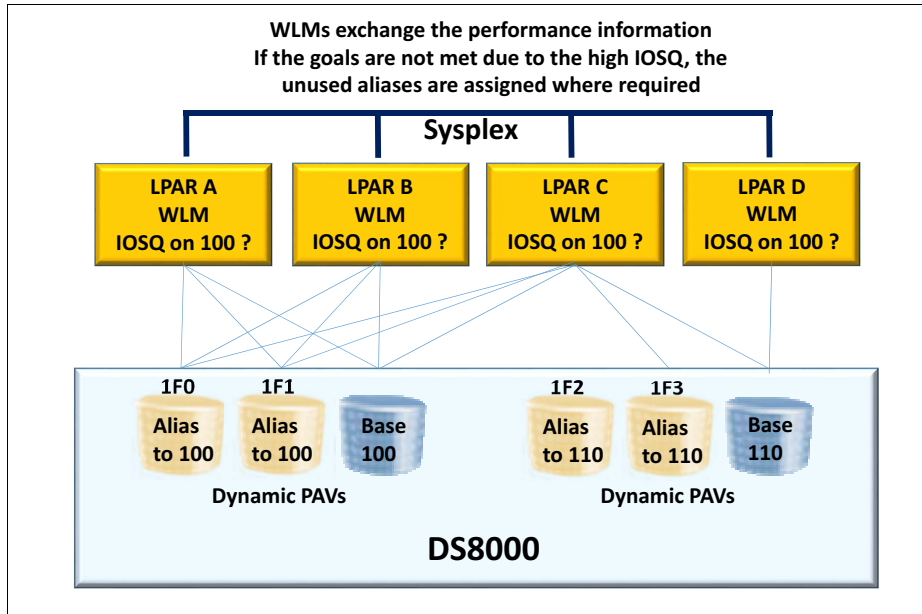 WLMs exchange the performance information
If the goals are not met due to the high IOSQ, the
unused aliases are assigned where required
Sysplex
LPAR A
WLM
IOSQ on 100 ?
LPAR B
WLM
IOSQ on 100 ?
LPAR C
WLM
IOSQ on 100 ?
LPAR D
WLM
IOSQ on 100 ?
1F0
Alias
to 100
1F1
Alias
to 100
Base
100
1F2
Alias
to 110
1F3
Alias
to 110
Base
110
Dynamic PAVs
Dynamic PAVs
DS8000